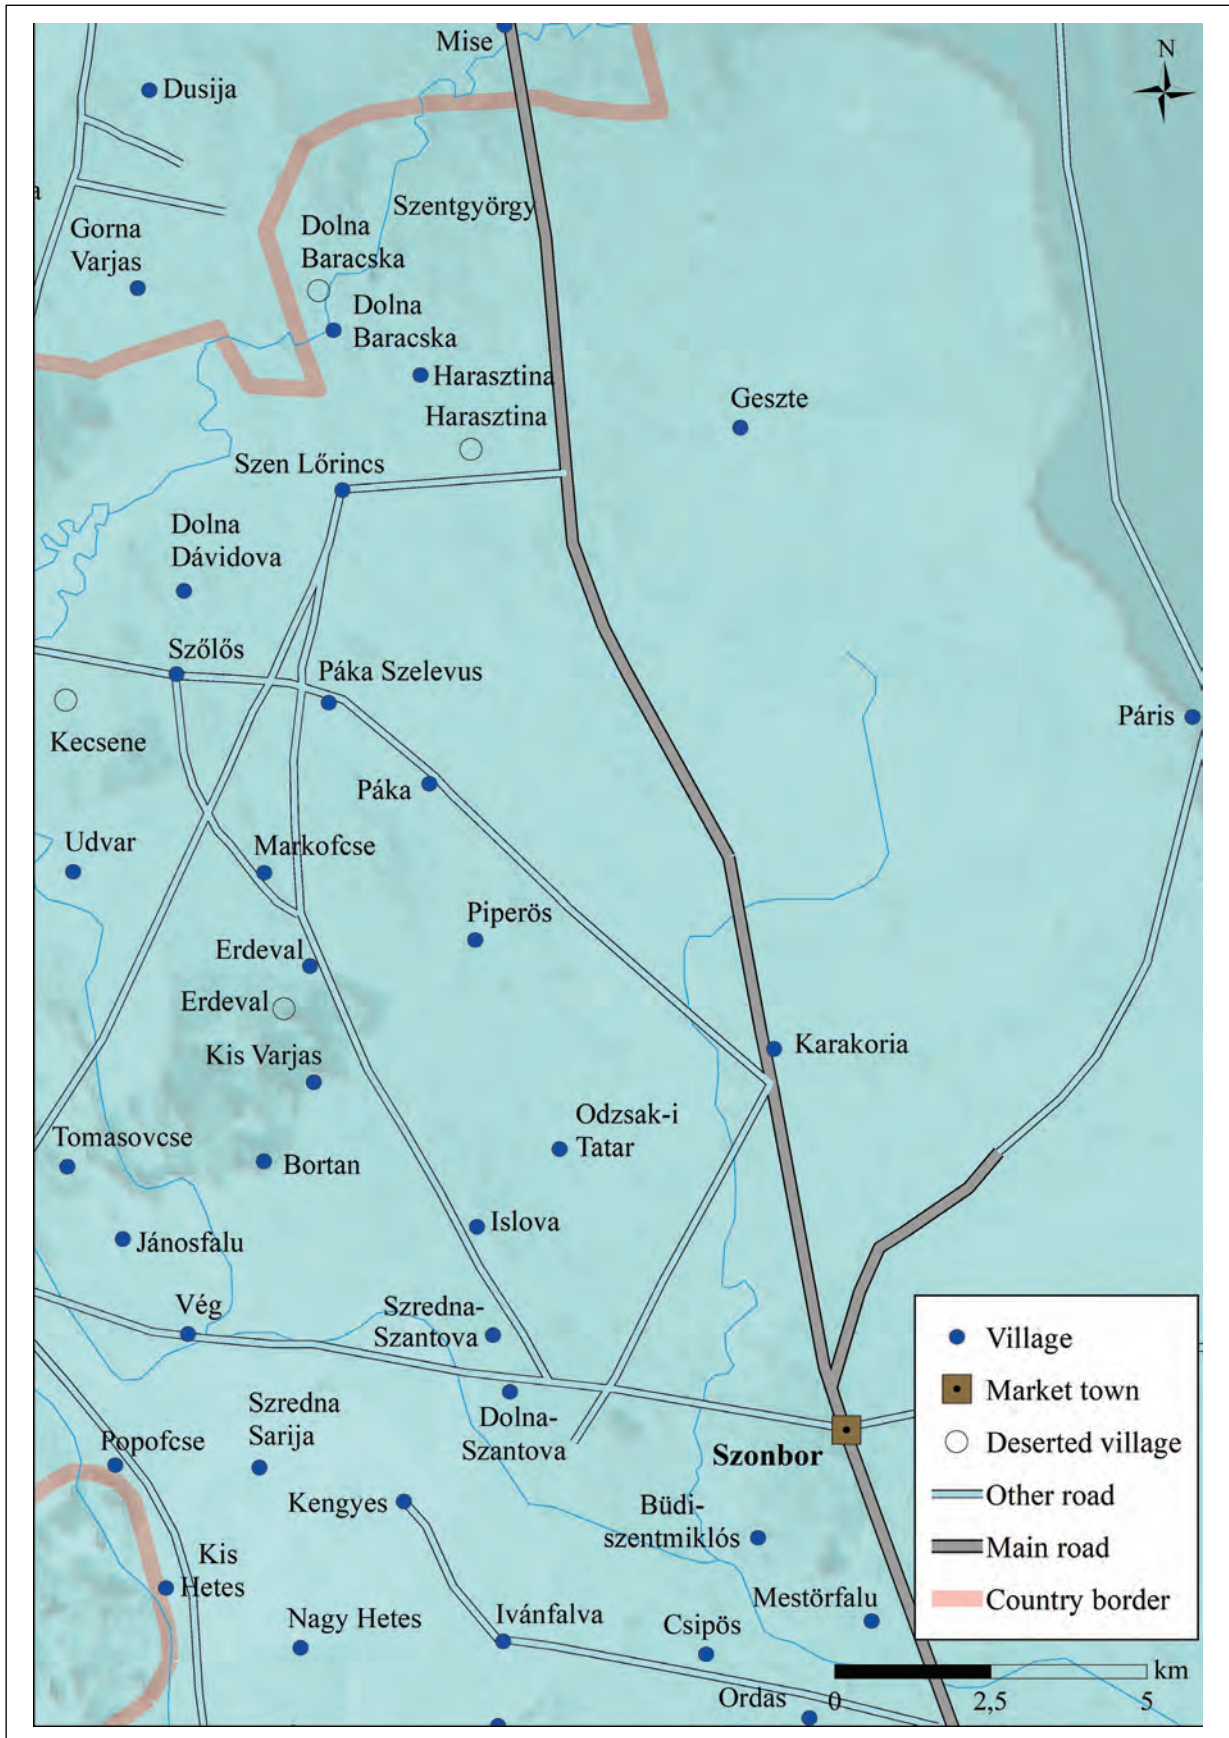 Mise
N
Dusija
a
Szentgyörgy
Gorna
Varjas
Dolna
Baracska
Dolna
Baracska
Harasztina
Geszte
Harasztina
Szen Lőrincs
Dolna
Dávidova
Szőlős
Páka Szelevus
Páris
Kecsene
Páka
Udvar
Markofcse
Piperös
Erdeval
Erdeval
Kis Varjas
Karakoria
Odzsak-i
Tatar
Tomasovcse
Bortan
Islova
Jánosfalu
Vég
Szredna-
Szantova
Village
Market town
Szredna
Sarija
Dolna-
Szantova
Popofcse
Szonbor
Deserted village
Other road
Kengyes
Büdi-
szentmiklós
Main road
Kis
Hetes
Mestörfalu
Country border
Nagy Hetes
Ivánfalva
Csipös
km
Ordas
0
2,5
5